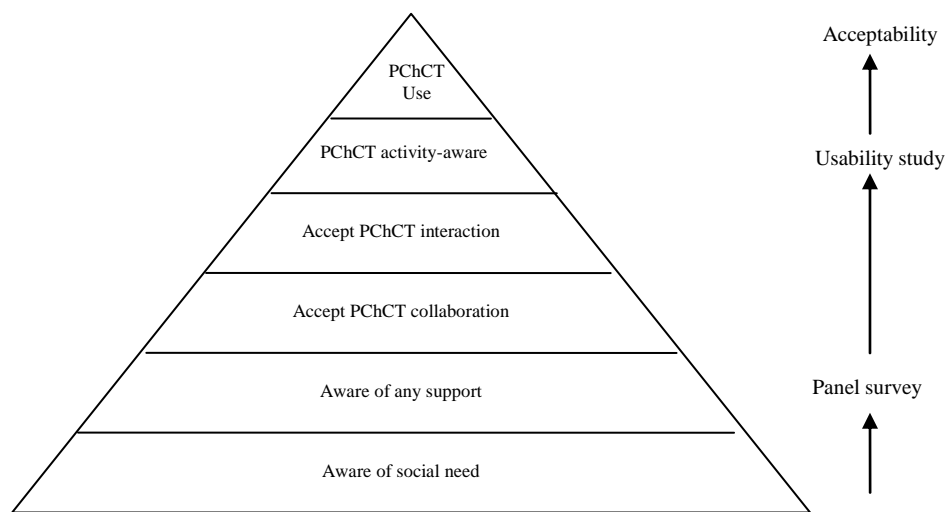 Acceptability
PChCT
Use
PChCT activity-aware
Usability study
Accept PChCT interaction
Accept PChCT collaboration
Aware of any support
Panel survey
Aware of social need